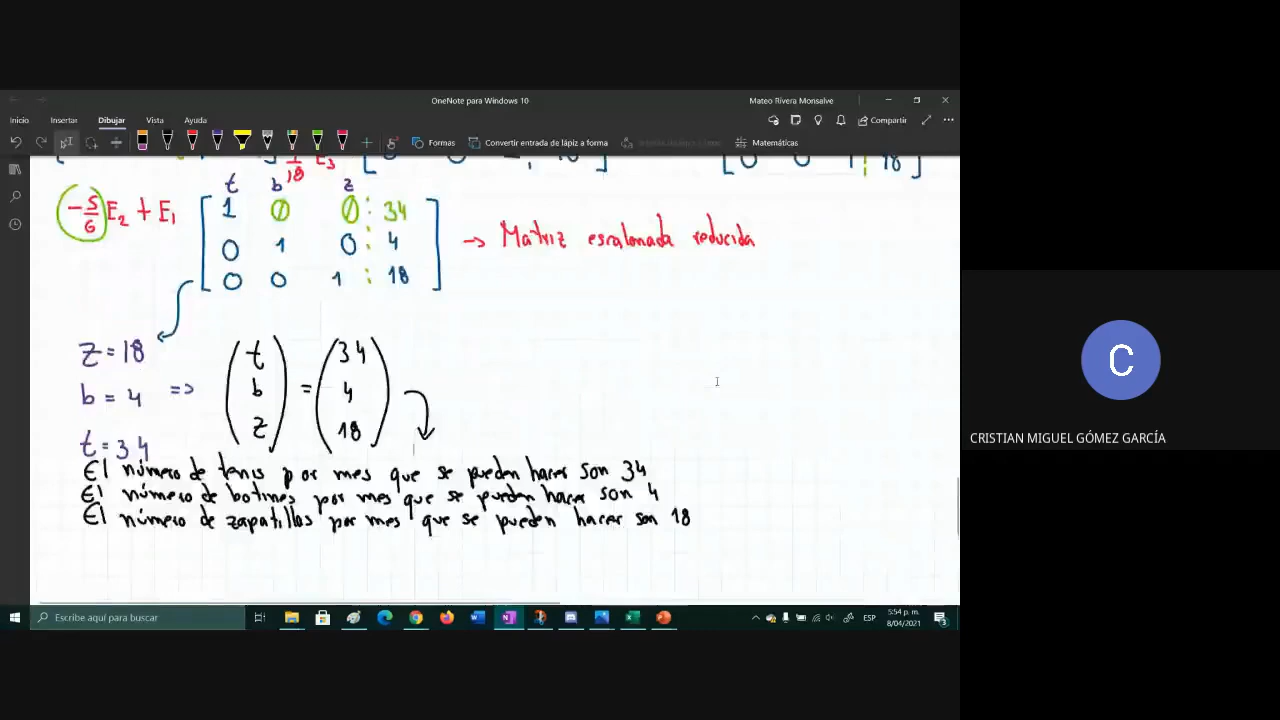 OneNote para Windows 10
Mateo Rivera Monsalve
Inicio Insertar Dibujar Vista Ayuda
Compartir
Formas Convertir entrada de lápiz a forma Matemáticas
1/18 E3
18
t b z
-5/6 E2 + E1
1 0 0 : 34
0 1 0 : 4
0 0 1 : 18
→ Matriz escalonada reducida
z = 18
b = 4 =>
t = 34
(t b z) = (34 4 18)
El número de tenis por mes que se pueden hacer son 34
El número de botines por mes que se pueden hacer son 4
El número de zapatillas por mes que se pueden hacer son 18
C
CRISTIAN MIGUEL GÓMEZ GARCÍA
Escribe aquí para buscar
ESP
5:54 p. m.
8/04/2021